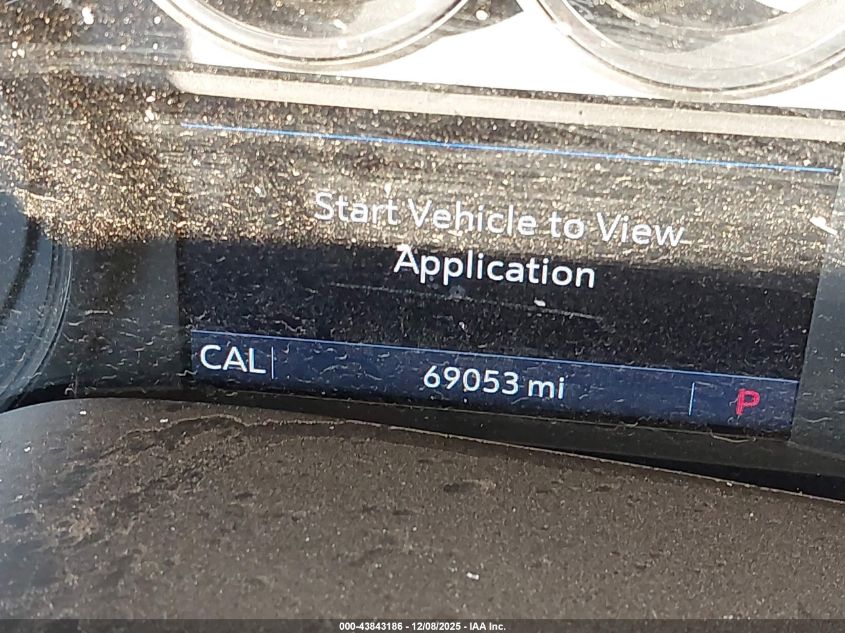 Start Vehicle to View
Application
CAL
69053 mi
P
000-43843186 - 12/08/2025 - IAA Inc.